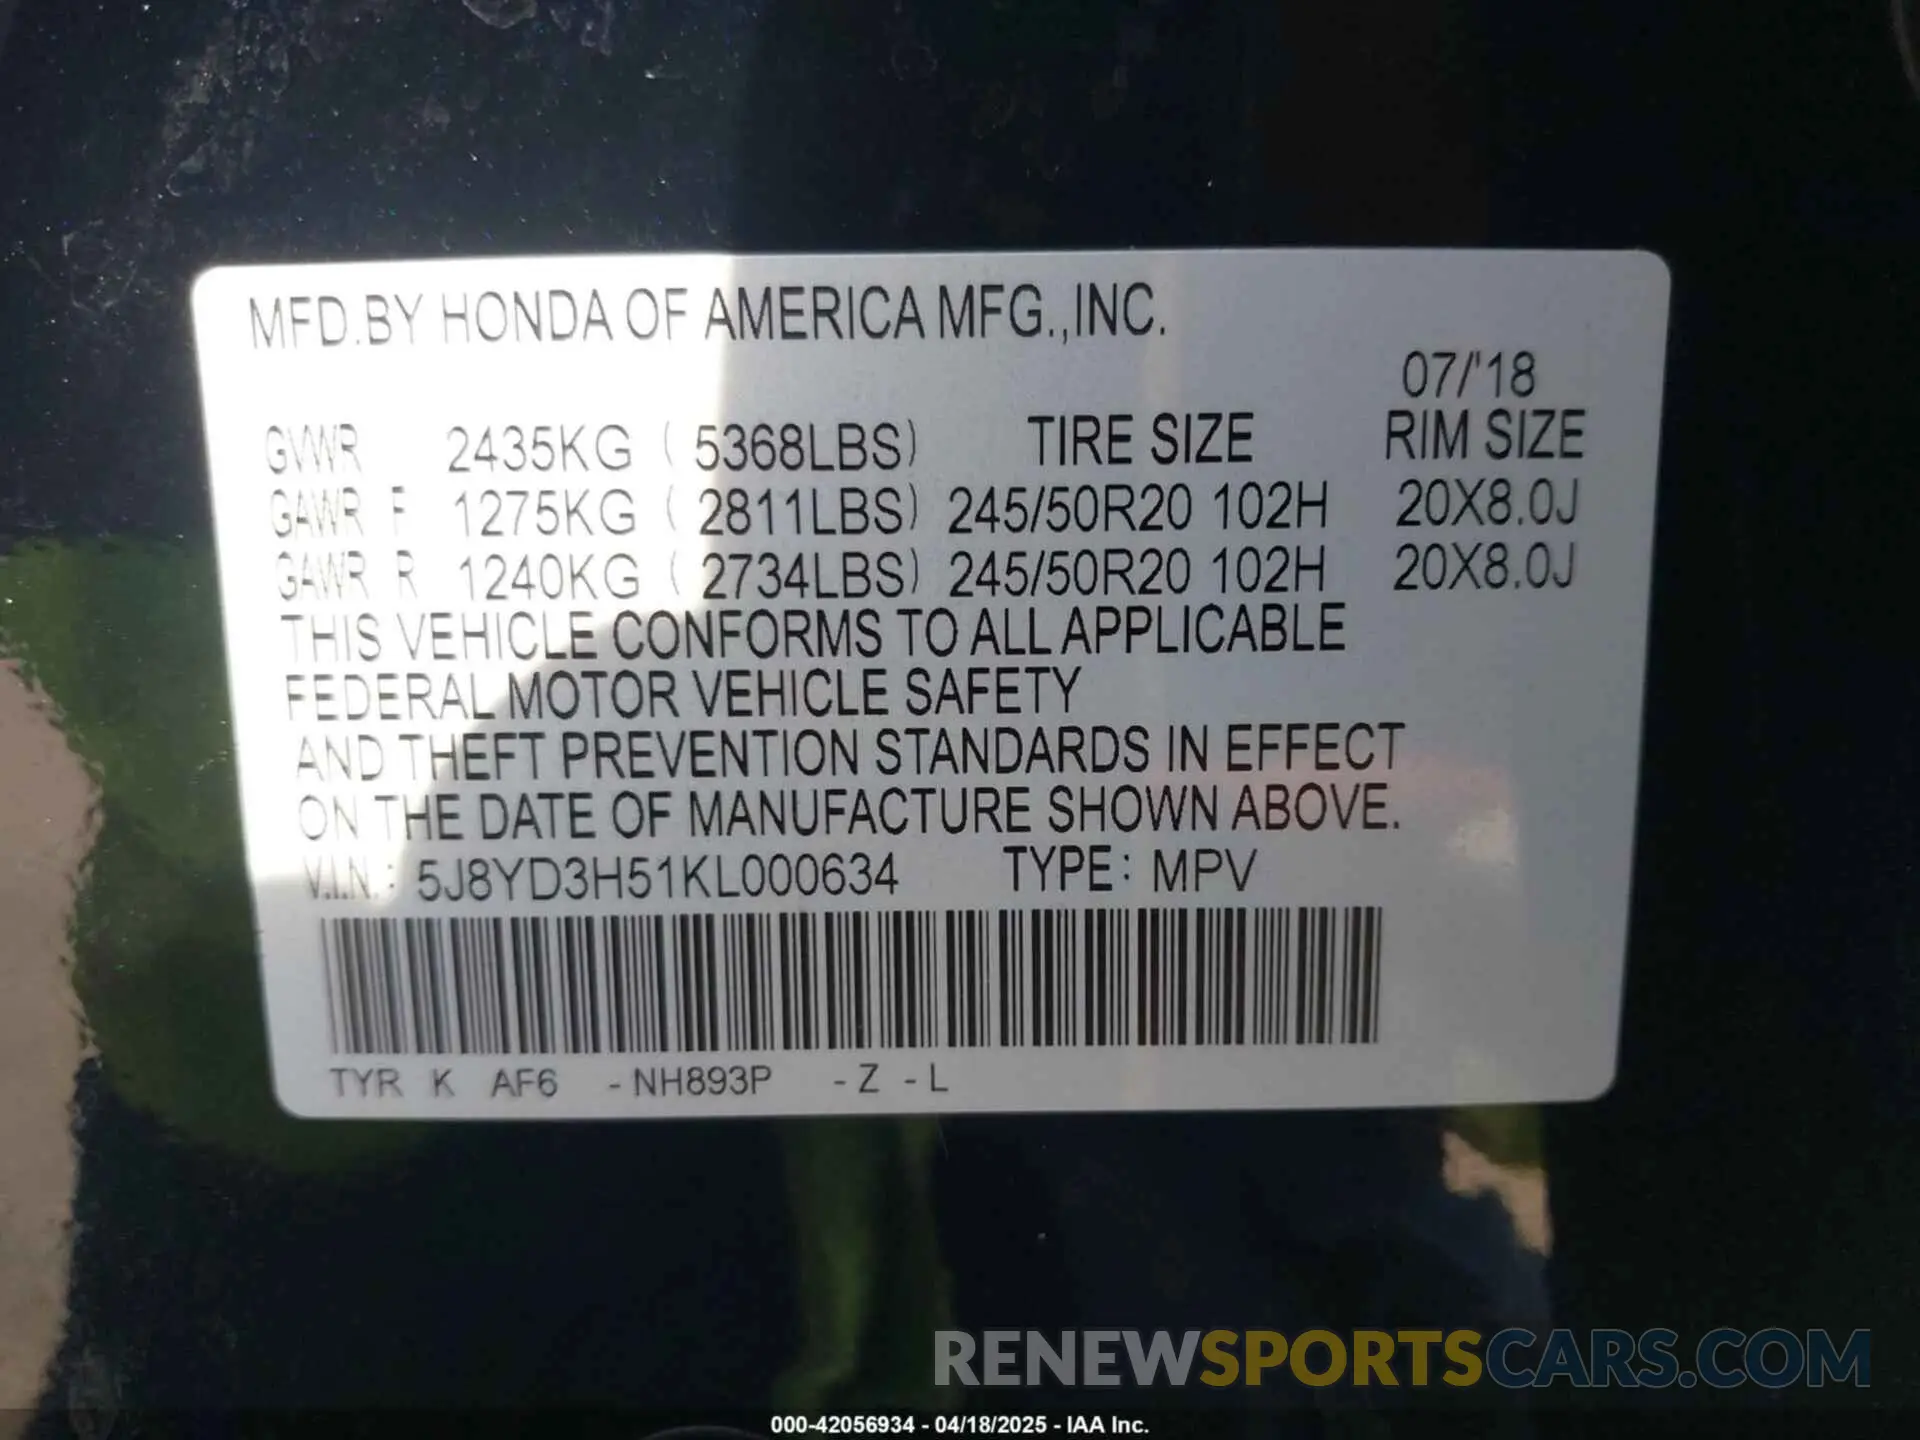 MFD.BY HONDA OF AMERICA MFG.,INC.
07/'18
GVWR 2435KG ( 5368LBS) TIRE SIZE RIM SIZE
GAWR F 1275KG ( 2811LBS) 245/50R20 102H 20X8.0J
GAWR R 1240KG ( 2734LBS) 245/50R20 102H 20X8.0J
THIS VEHICLE CONFORMS TO ALL APPLICABLE
FEDERAL MOTOR VEHICLE SAFETY
AND THEFT PREVENTION STANDARDS IN EFFECT
ON THE DATE OF MANUFACTURE SHOWN ABOVE.
V.I.N.: 5J8YD3H51KL000634 TYPE: MPV
TYR K AF6 -NH893P -Z -L
RENEWSPORTSCARS.COM
000-42056934 - 04/18/2025 - IAA Inc.